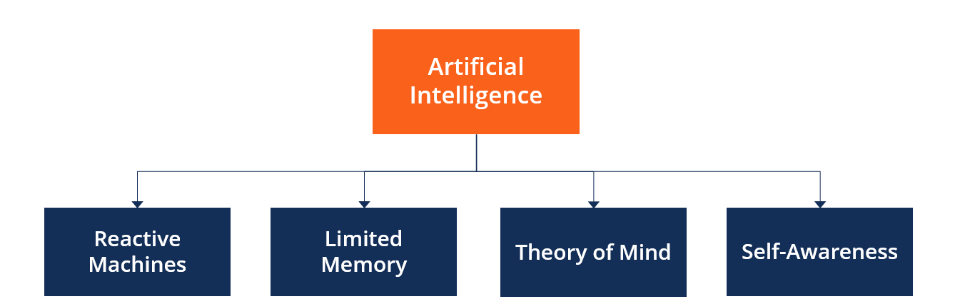 Artificial
Intelligence
Reactive
Machines
Limited
Memory
Theory of Mind
Self-Awareness